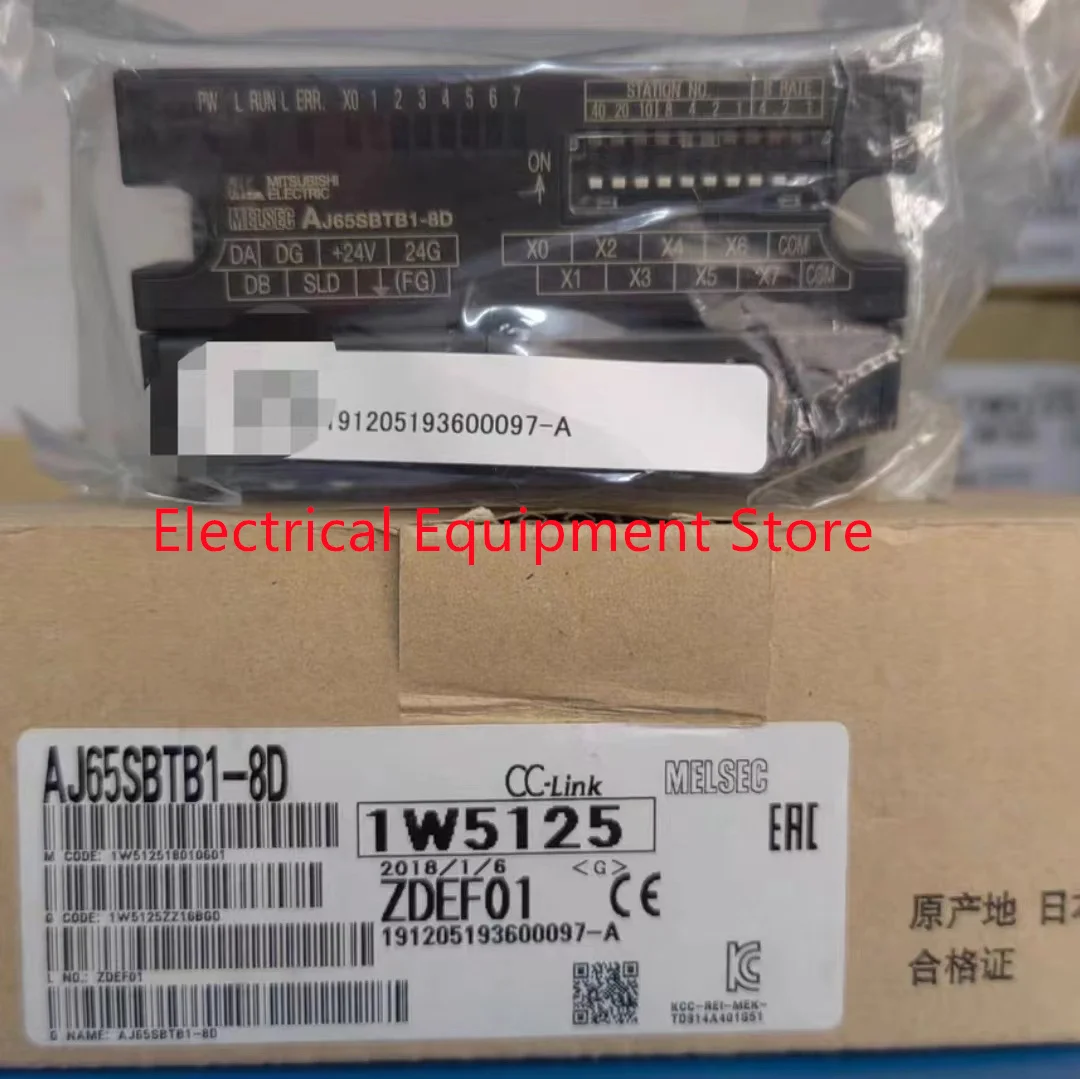 PW L RUN L ERR. X0 1 2 3 4 5 6 7
STATION NO. B RATE
40 20 10 8 4 2 1 4 2 1
ON
MITSUBISHI
ELECTRIC
MELSEC AJ65SBTB1-8D
DA DG +24V 24G
DB SLD (FG)
X0 X2 X4 X6 COM
X1 X3 X5 X7 COM
191205193600097-A
Electrical Equipment Store
AJ65SBTB1-8D
CC-Link
MELSEC
1W5125
EAC
M CODE: 1W512518010601
2018/1/6 <G>
ZDEF01
CE
G CODE: 1W5125ZZ16BG0
191205193600097-A
L NO.: ZDEF01
G NAME: AJ65SBTB1-8D
KCC-REI-MEK-
TD914A401G51
原产地 日本
合格证